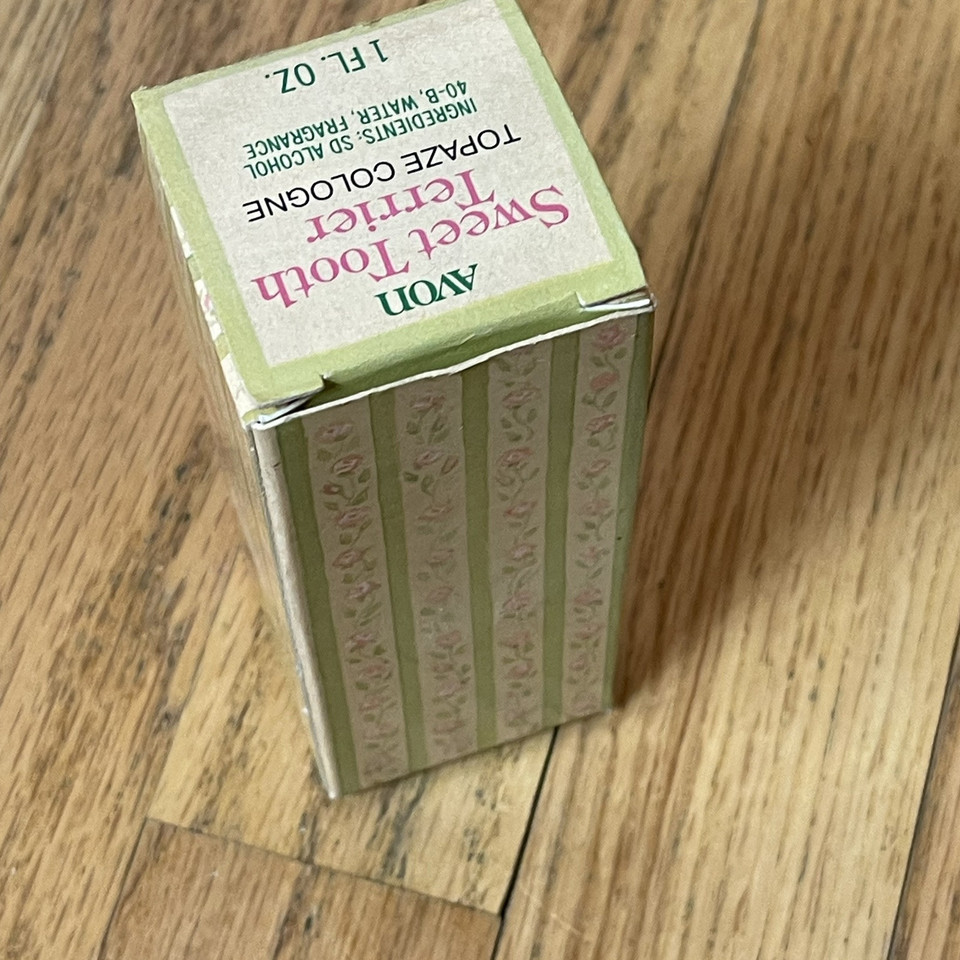 AVON
Sweet Tooth
Terrier
TOPAZE COLOGNE
INGREDIENTS: SD ALCOHOL
40-B, WATER, FRAGRANCE
1 FL. OZ.